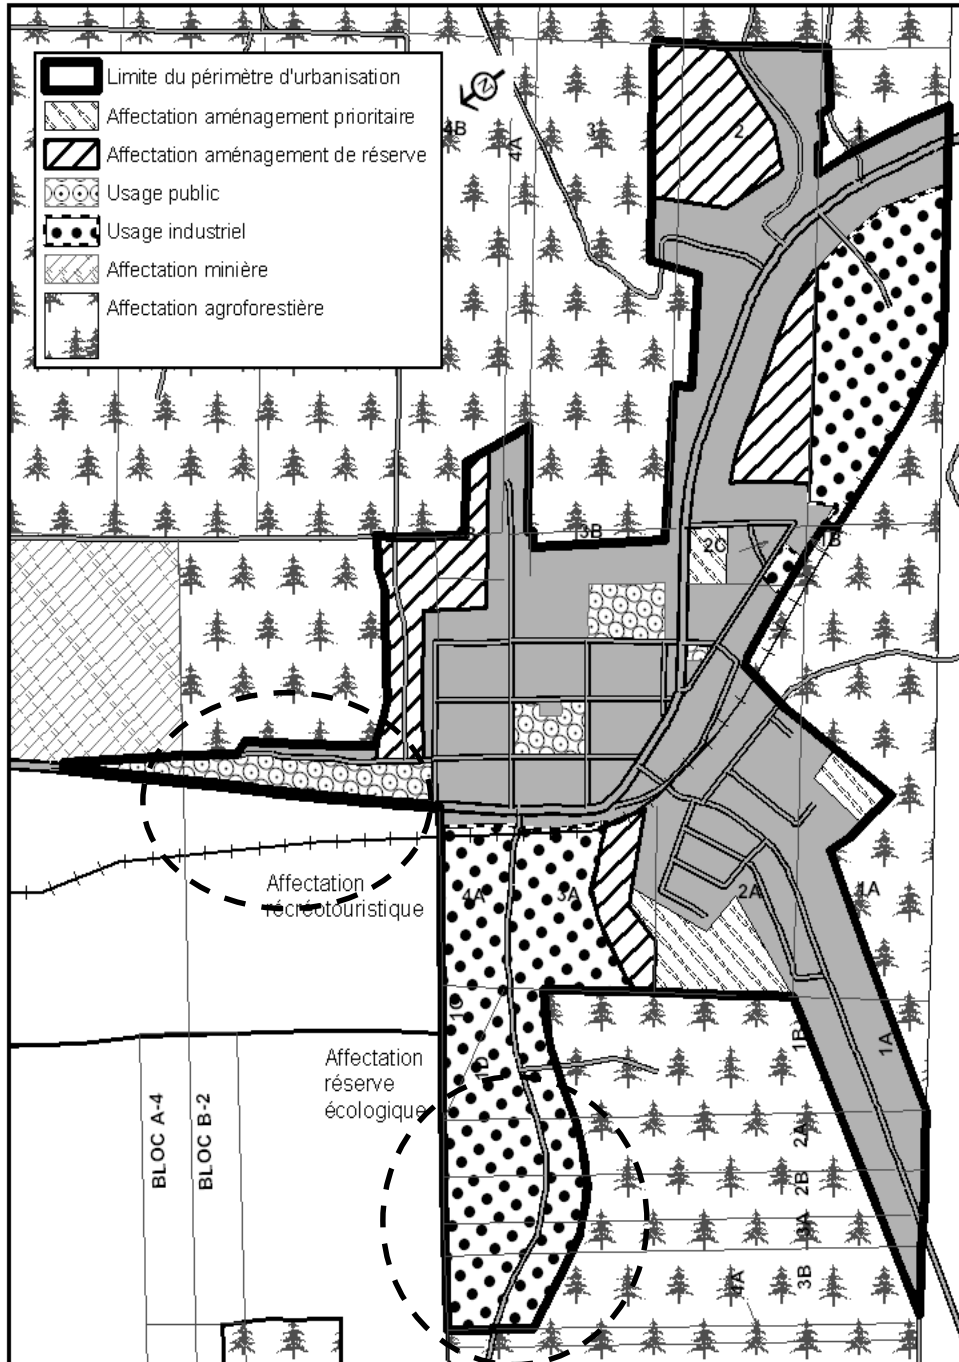 Limite du périmètre d'urbanisation
Affectation aménagement prioritaire
Affectation aménagement de réserve
Usage public
Usage industriel
Affectation minière
Affectation agroforestière
N
4B
4A
3
2
1
3B
2C
1B
Affectation
récréotouristique
4A
3A
2A
1A
1C
1D
1B
1A
Affectation
réserve
écologique
BLOC A-4
BLOC B-2
2A
2B
3A
3B
4A